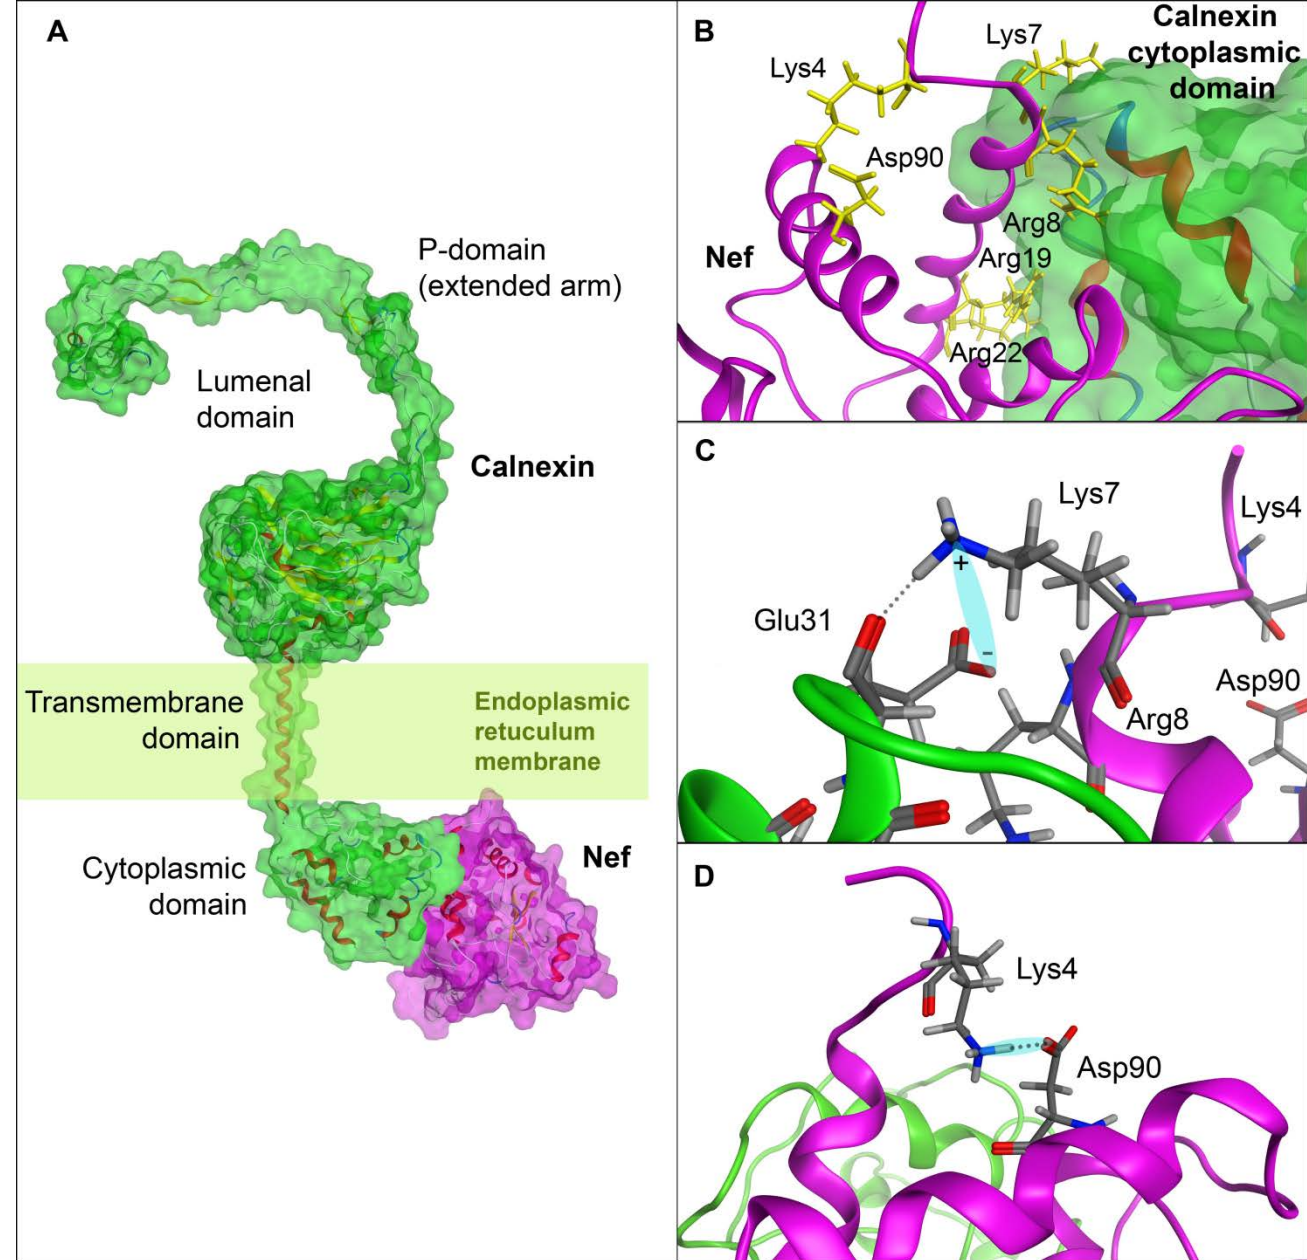 A
P-domain
(extended arm)
Lumenal
domain
Calnexin
Transmembrane
domain
Endoplasmic
retuculum
membrane
Cytoplasmic
domain
Nef
B
Calnexin
cytoplasmic
domain
Lys7
Lys4
Asp90
Arg8
Nef
Arg19
Arg22
C
Lys7
Lys4
+
Glu31
-
Asp90
Arg8
D
Lys4
Asp90